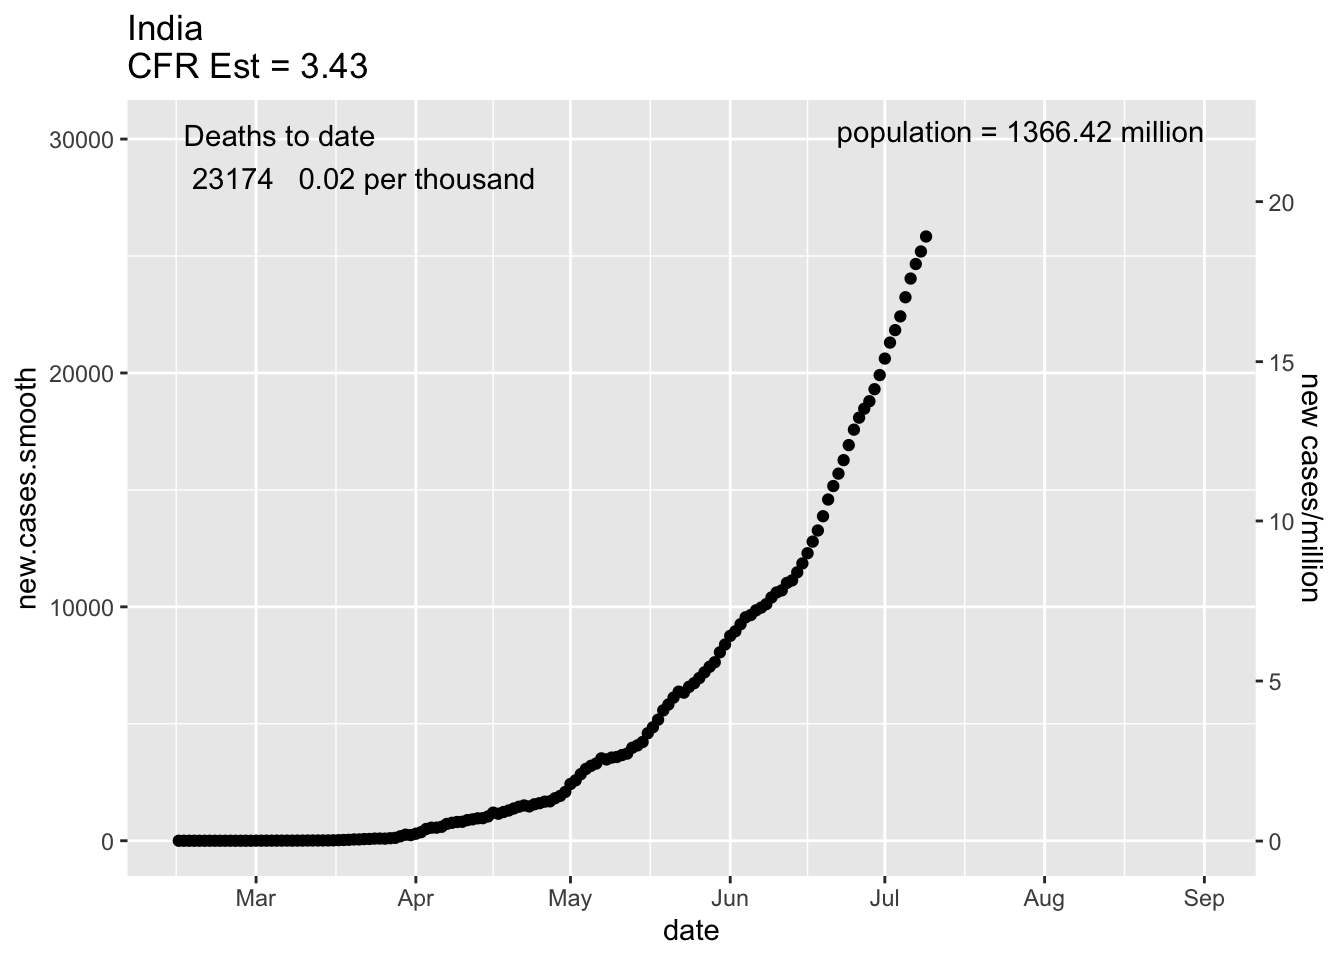 India
CFR Est = 3.43
Deaths to date
23174 0.02 per thousand
population = 1366.42 million
30000
20000
10000
0
new.cases.smooth
20
15
10
5
0
new cases/million
Mar Apr May Jun Jul Aug Sep
date